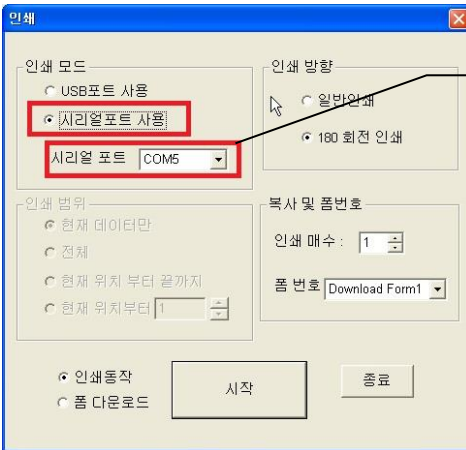 인쇄
인쇄 모드
USB포트 사용
시리얼포트 사용
시리얼 포트 COM5
인쇄 방향
일반인쇄
180 회전 인쇄
인쇄 범위
현재 데이터만
전체
현재 위치 부터 끝까지
현재 위치부터 1
복사 및 폼번호
인쇄 매수 : 1
폼 번호 Download Form1
인쇄동작
폼 다운로드
시작
종료